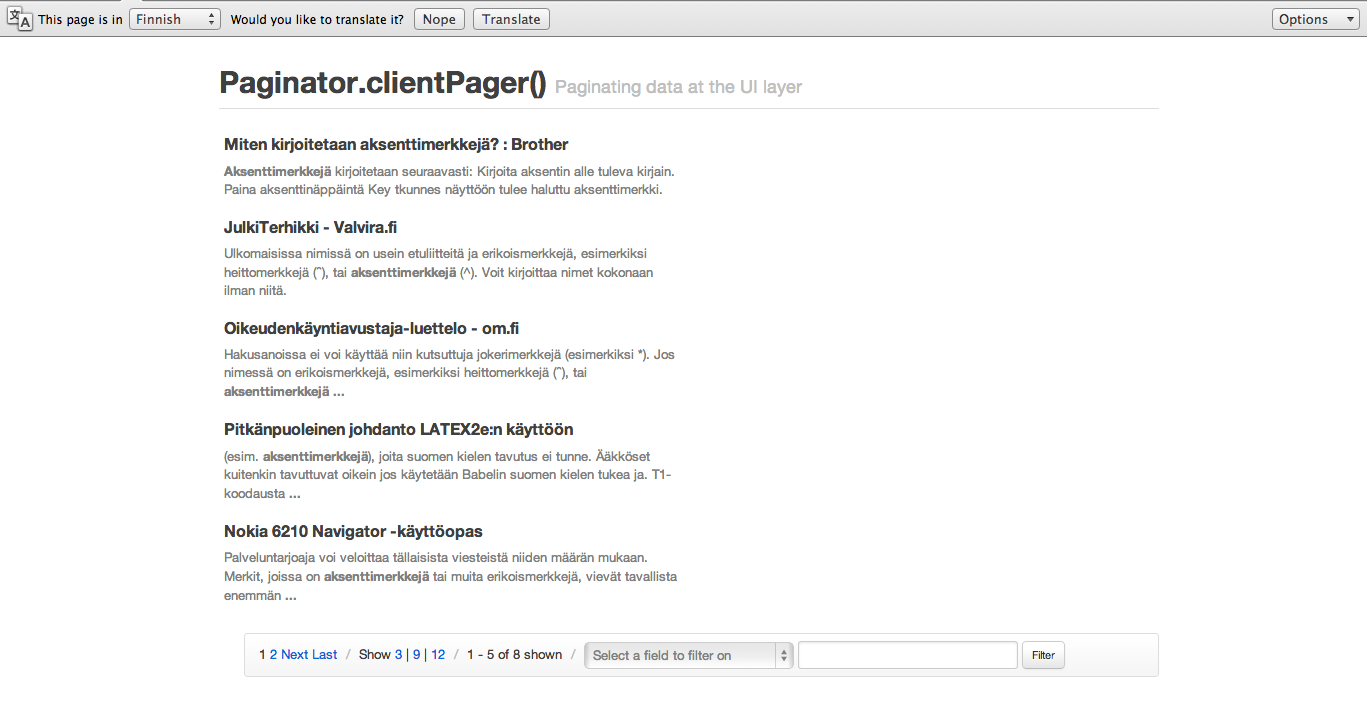 This page is in Finnish Would you like to translate it? Nope Translate Options
Paginator.clientPager() Paginating data at the UI layer
Miten kirjoitetaan aksenttimerkkejä? : Brother
Aksenttimerkkejä kirjoitetaan seuraavasti: Kirjoita aksentin alle tuleva kirjain.
Paina aksenttinäppäintä Key tkunnes näyttöön tulee haluttu aksenttimerkki.
JulkiTerhikki - Valvira.fi
Ulkomaisissa nimissä on usein etuliitteitä ja erikoismerkkejä, esimerkiksi
heittomerkkejä (ˆ), tai aksenttimerkkejä (^). Voit kirjoittaa nimet kokonaan
ilman niitä.
Oikeudenkäyntiavustaja-luettelo - om.fi
Hakusanoissa ei voi käyttää niin kutsuttuja jokerimerkkejä (esimerkiksi *). Jos
nimessä on erikoismerkkejä, esimerkiksi heittomerkkejä (ˆ), tai
aksenttimerkkejä ...
Pitkänpuoleinen johdanto LATEX2e:n käyttöön
(esim. aksenttimerkkejä), joita suomen kielen tavutus ei tunne. Ääkköset
kuitenkin tavuttuvat oikein jos käytetään Babelin suomen kielen tukea ja. T1-
koodausta ...
Nokia 6210 Navigator -käyttöopas
Palveluntarjoaja voi veloittaa tällaisista viesteistä niiden määrän mukaan.
Merkit, joissa on aksenttimerkkejä tai muita erikoismerkkejä, vievät tavallista
enemmän ...
1 2 Next Last / Show 3 | 9 | 12 / 1 - 5 of 8 shown / Select a field to filter on Filter